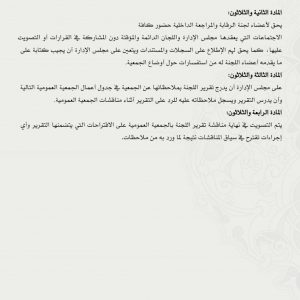 المادة الثانية والثلاثون:
يحق لأعضاء لجنة الرقابة والمراجعة الداخلية حضور كافة
الاجتماعات التي يعقدها مجلس الإدارة واللجان الدائمة والمؤقتة دون المشاركة في القرارات أو التصويت
عليها، كما يحق لهم الإطلاع على السجلات والمستندات ويتعين على مجلس الإدارة أن يجيب كتابة على
ما يقدمه أعضاء اللجنة له من استفسارات حول أوضاع الجمعية.
المادة الثالثة والثلاثون:
على مجلس الإدارة أن يدرج تقرير اللجنة بملاحظاتها عن الجمعية في جدول أعمال الجمعية العمومية التالية
وأن يدرس التقرير ويسجل ملاحظاته عليه للرد على التقرير أثناء مناقشات الجمعية العمومية.
المادة الرابعة والثلاثون:
يتم التصويت في نهاية مناقشة تقرير اللجنة بالجمعية العمومية على الاقتراحات التي يتضمنها التقرير وأي
إجراءات تقترح في سياق المناقشات نتيجة لما ورد به من ملاحظات.